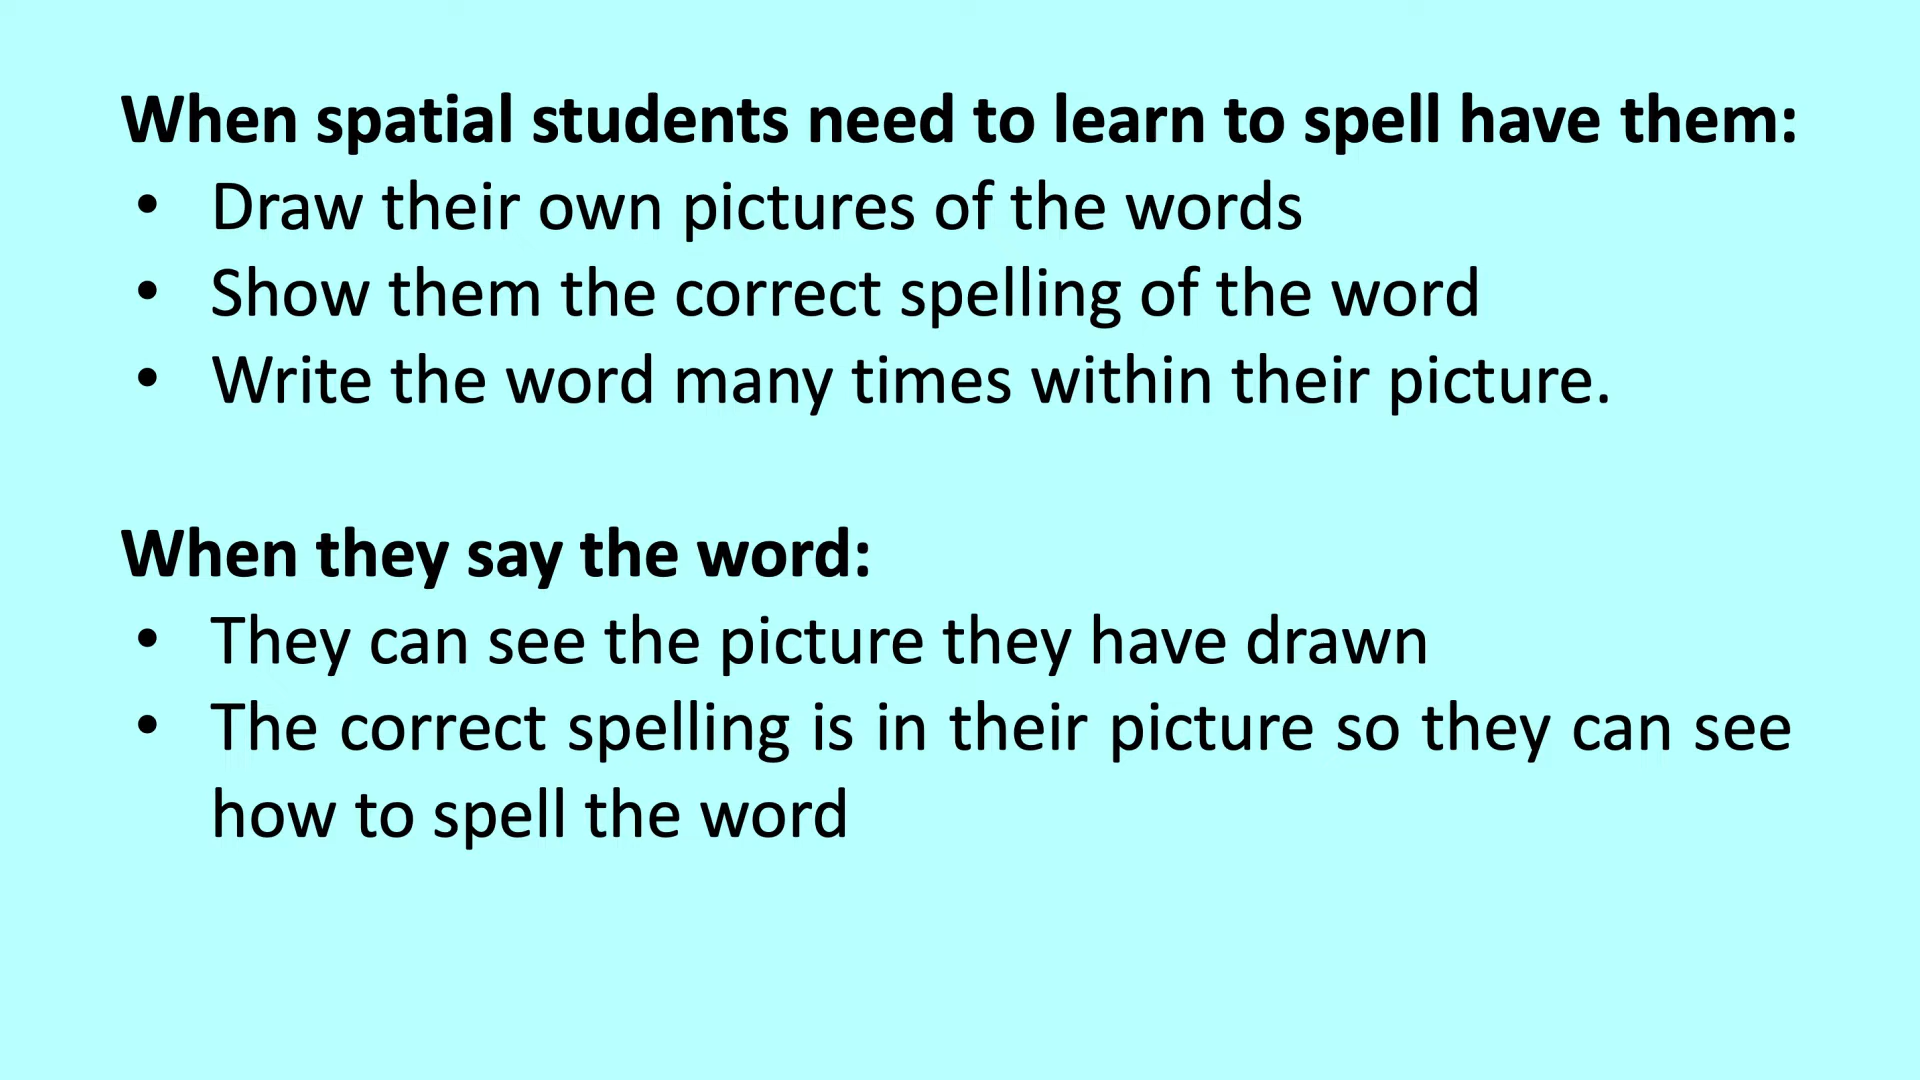 When spatial students need to learn to spell have them:
• Draw their own pictures of the words
• Show them the correct spelling of the word
• Write the word many times within their picture.
When they say the word:
• They can see the picture they have drawn
• The correct spelling is in their picture so they can see
how to spell the word